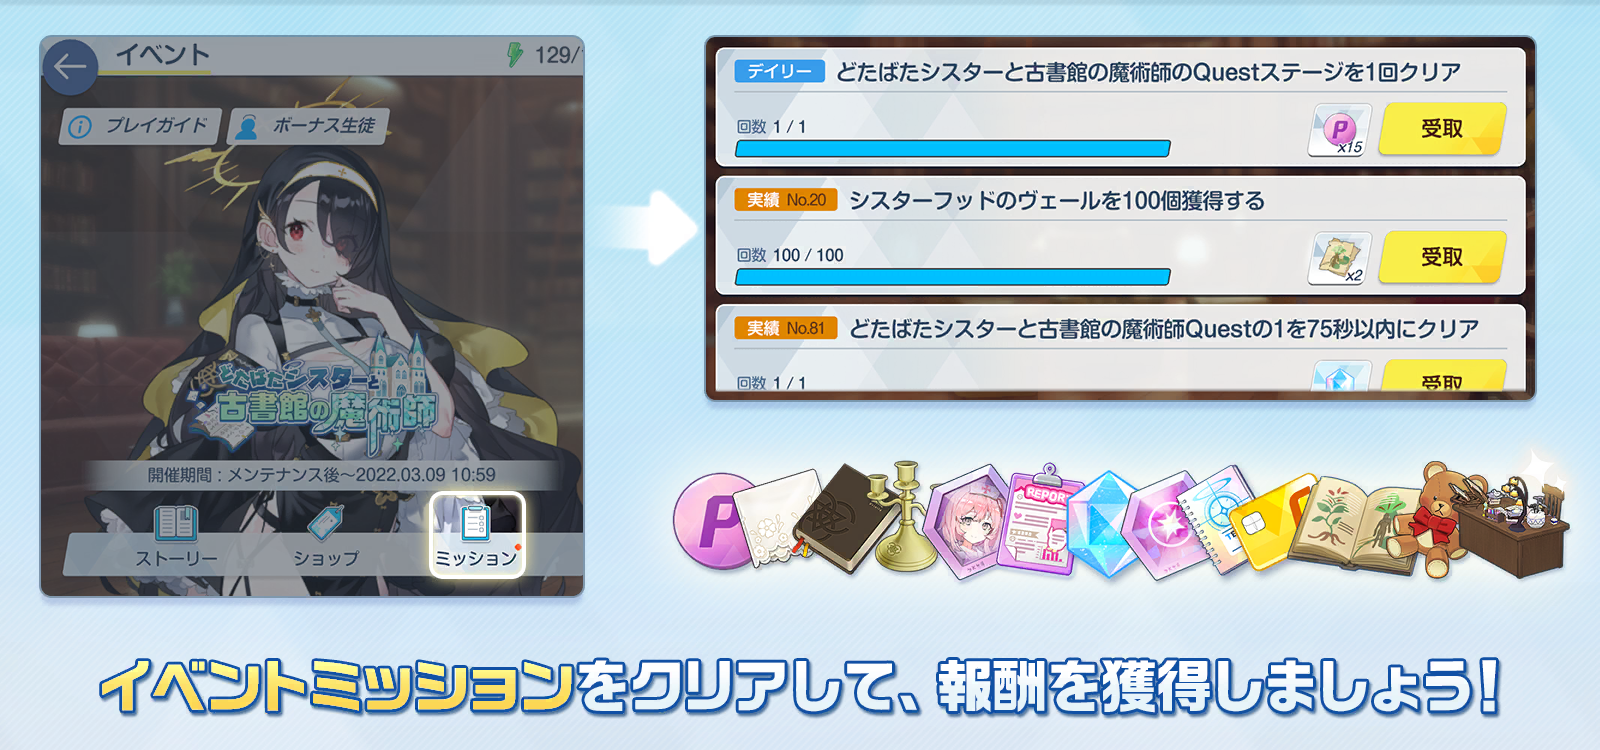 イベント
129/
プレイガイド
ボーナス生徒
どたばたシスターと
古書館の魔術師
開催期間：メンテナンス後～2022.03.09 10:59
ストーリー
ショップ
ミッション
デイリー どたばたシスターと古書館の魔術師のQuestステージを1回クリア
回数 1 / 1
P
x15
受取
実績 No.20 シスターフッドのヴェールを100個獲得する
回数 100 / 100
x2
受取
実績 No.81 どたばたシスターと古書館の魔術師Questの1を75秒以内にクリア
回数 1 / 1
受取
P
REPORT
イベントミッションをクリアして、報酬を獲得しましょう！